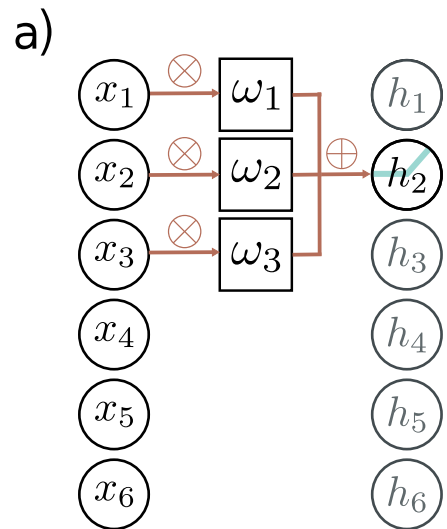 a)
x₁ ⊗ ω₁ h₁
x₂ ⊗ ω₂ ⊕ h₂
x₃ ⊗ ω₃ h₃
x₄ h₄
x₅ h₅
x₆ h₆